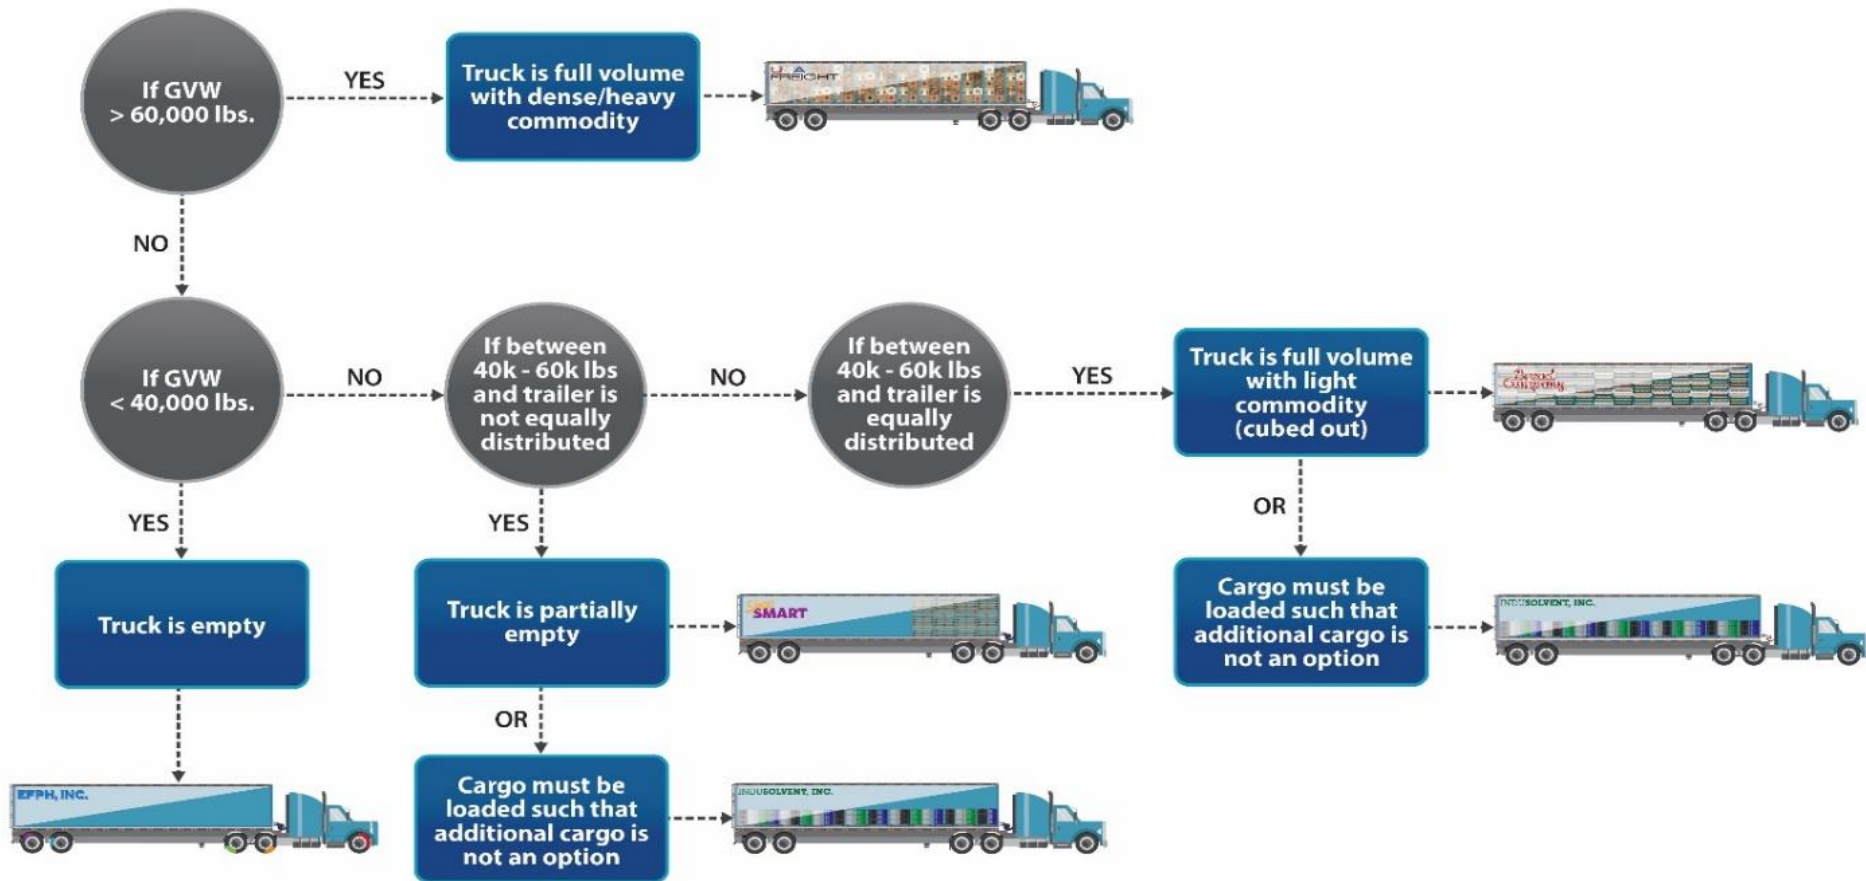 If GVW
> 60,000 lbs.
YES
Truck is full volume
with dense/heavy
commodity
FREIGHT
NO
If GVW
< 40,000 lbs.
NO
If between
40k - 60k lbs
and trailer is
not equally
distributed
NO
If between
40k - 60k lbs
and trailer is
equally
distributed
YES
Truck is full volume
with light
commodity
(cubed out)
Bread
Company
YES
Truck is empty
EFPH, INC.
YES
Truck is partially
empty
SMART
OR
Cargo must be
loaded such that
additional cargo is
not an option
INDUSOLVENT, INC.
OR
Cargo must be
loaded such that
additional cargo is
not an option
INDUSOLVENT, INC.